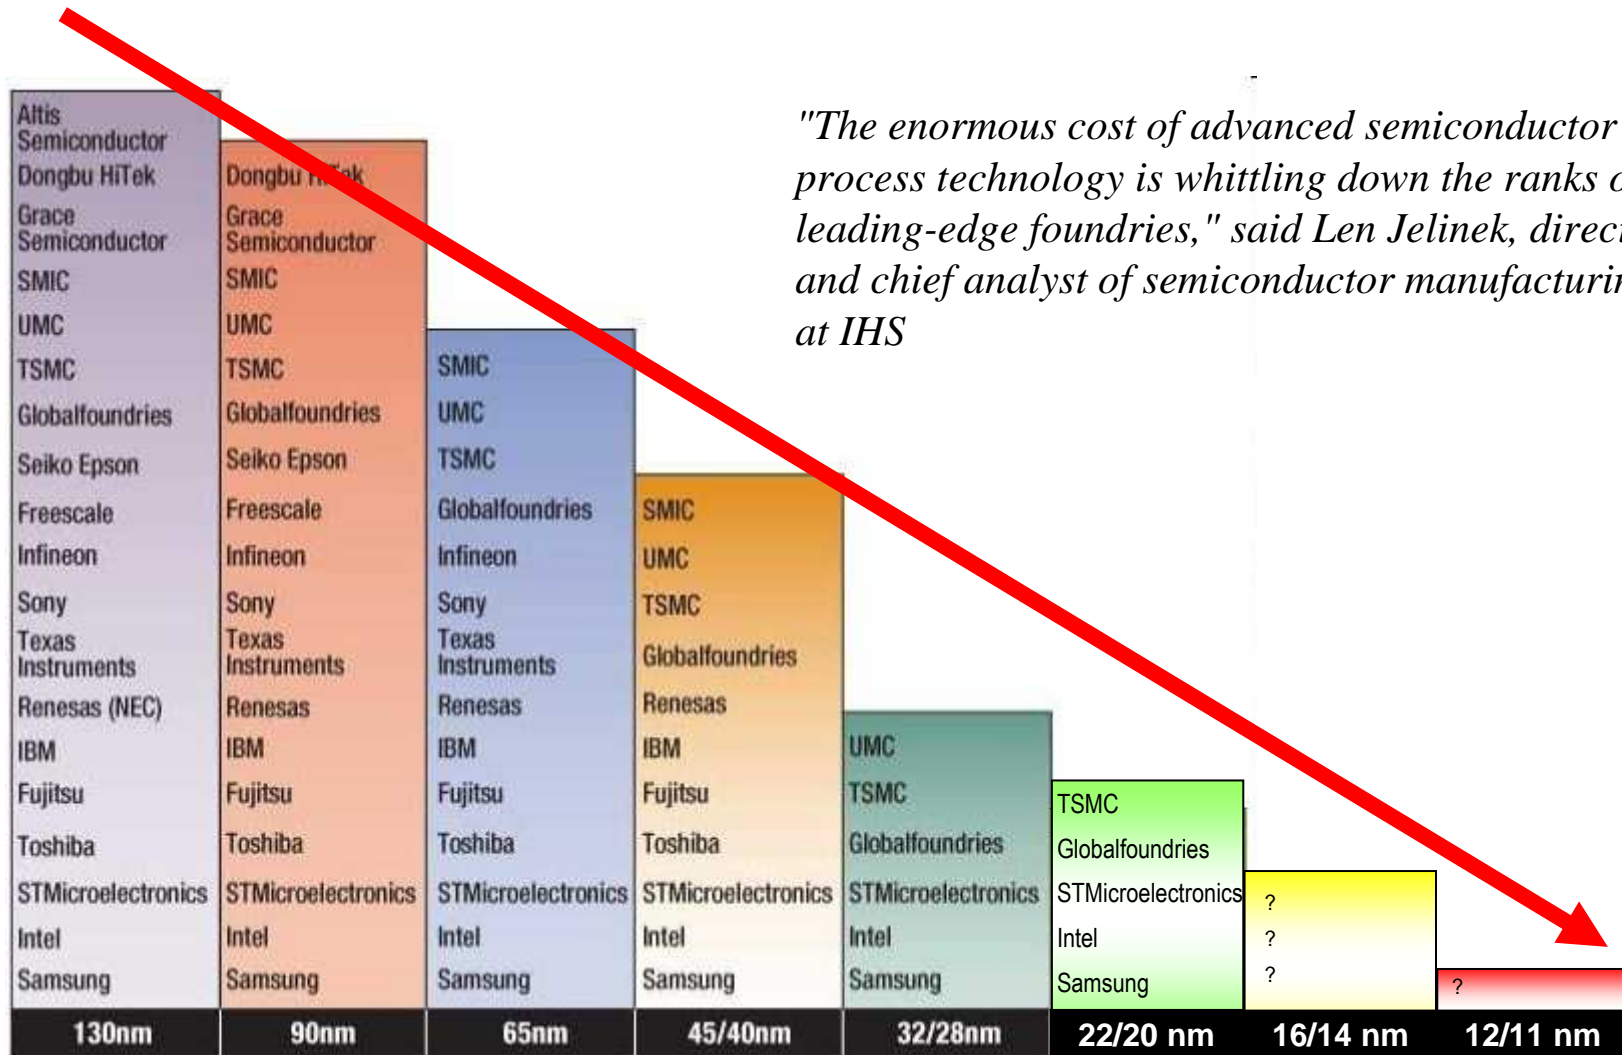 "The enormous cost of advanced semiconductor
process technology is whittling down the ranks
leading-edge foundries," said Len Jelinek,
and chief analyst of semiconductor
at IHS
Altis
Semiconductor
Dongbu HiTek
Grace
Semiconductor
SMIC
UMC
TSMC
Globalfoundries
Seiko Epson
Freescale
Infineon
Sony
Texas
Instruments
Renesas (NEC)
IBM
Fujitsu
Toshiba
STMicroelectronics
Intel
Samsung
130nm
Dongbu HiTek
Grace
Semiconductor
SMIC
UMC
TSMC
Globalfoundries
Seiko Epson
Freescale
Infineon
Sony
Texas
Instruments
Renesas
IBM
Fujitsu
Toshiba
STMicroelectronics
Intel
Samsung
90nm
SMIC
UMC
TSMC
Globalfoundries
Infineon
Sony
Texas
Instruments
Renesas
IBM
Fujitsu
Toshiba
STMicroelectronics
Intel
Samsung
65nm
SMIC
UMC
TSMC
Globalfoundries
Renesas
IBM
Fujitsu
Toshiba
STMicroelectronics
Intel
Samsung
45/40nm
UMC
TSMC
Globalfoundries
STMicroelectronics
Intel
Samsung
32/28nm
TSMC
Globalfoundries
STMicroelectronics
Intel
Samsung
22/20 nm
?
?
?
16/14 nm
?
12/11 nm